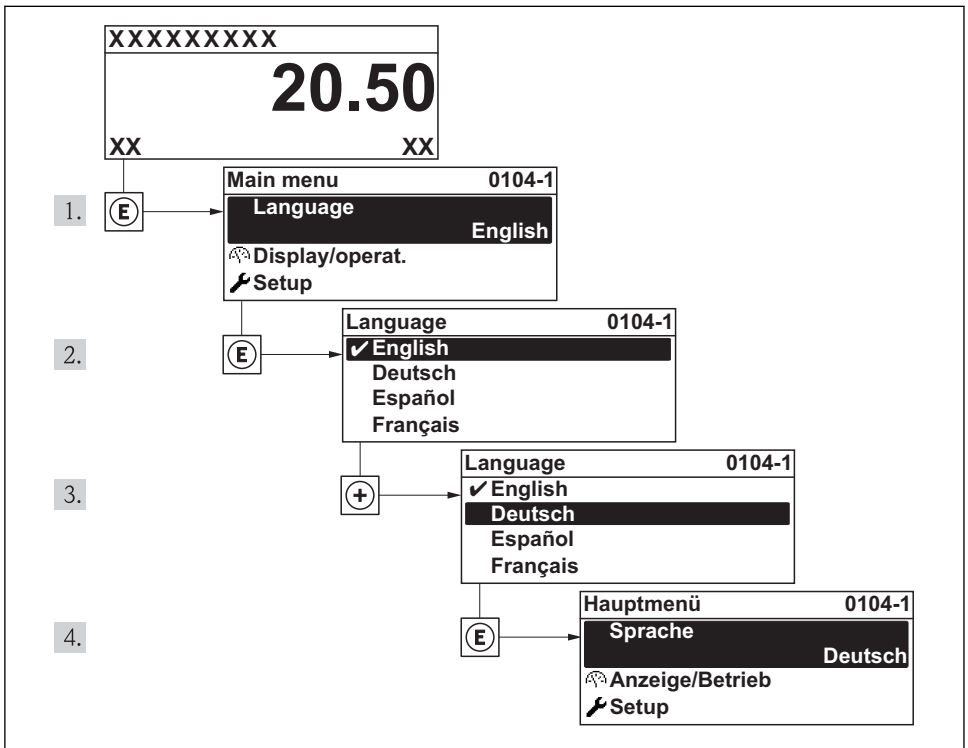 XXXXXXXXX
20.50
XX XX
1. E
Main menu 0104-1
Language
English
Display/operat.
Setup
2. E
Language 0104-1
✔English
Deutsch
Español
Français
3. +
Language 0104-1
✔English
Deutsch
Español
Français
4. E
Hauptmenü 0104-1
Sprache
Deutsch
Anzeige/Betrieb
Setup